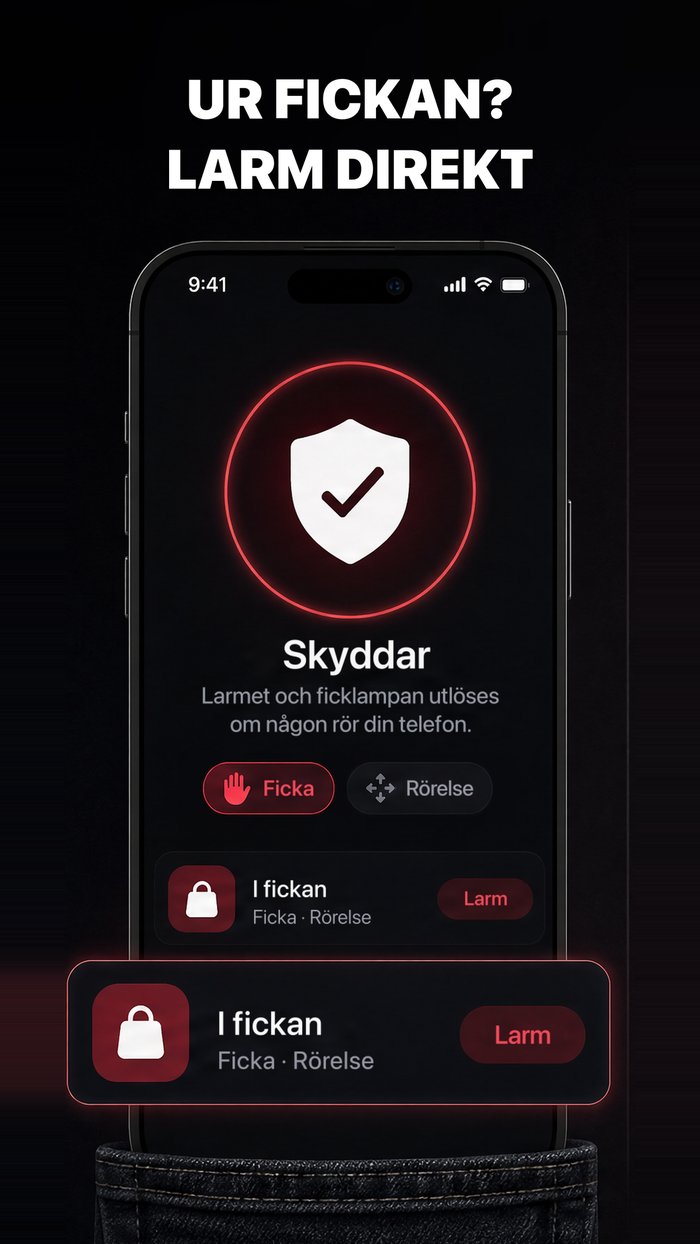 UR FICKAN?
LARM DIREKT
9:41
Skyddar
Larmet och ficklampan utlöses
om någon rör din telefon.
Ficka
Rörelse
I fickan
Ficka · Rörelse
Larm
I fickan
Ficka · Rörelse
Larm